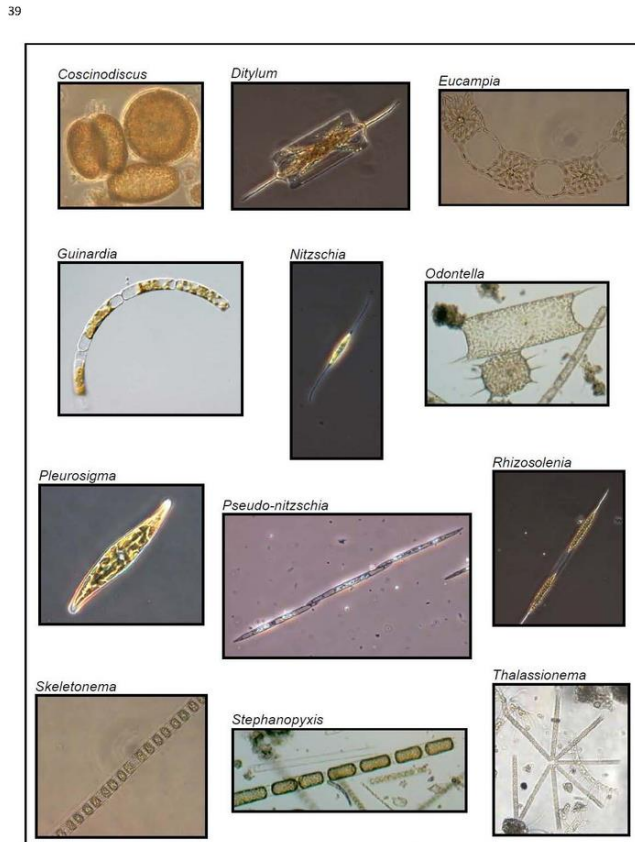 39
Coscinodiscus
Ditylum
Eucampia
Guinardia
Nitzschia
Odontella
Pleurosigma
Pseudo-nitzschia
Rhizosolenia
Skeletonema
Stephanopyxis
Thalassionema